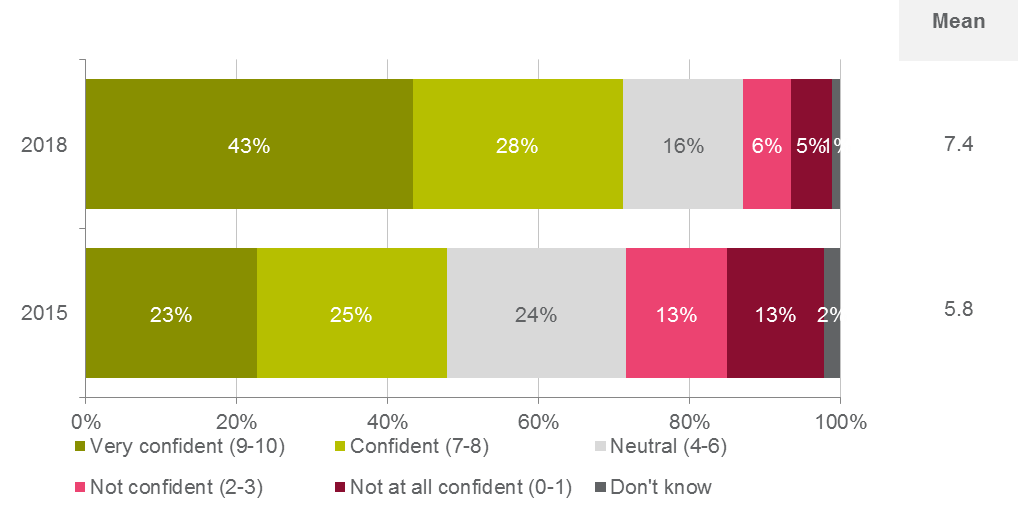 Mean
2018 43% 28% 16% 6% 5% 1% 7.4
2015 23% 25% 24% 13% 13% 2% 5.8
0% 20% 40% 60% 80% 100%
Very confident (9-10) Confident (7-8) Neutral (4-6)
Not confident (2-3) Not at all confident (0-1) Don't know